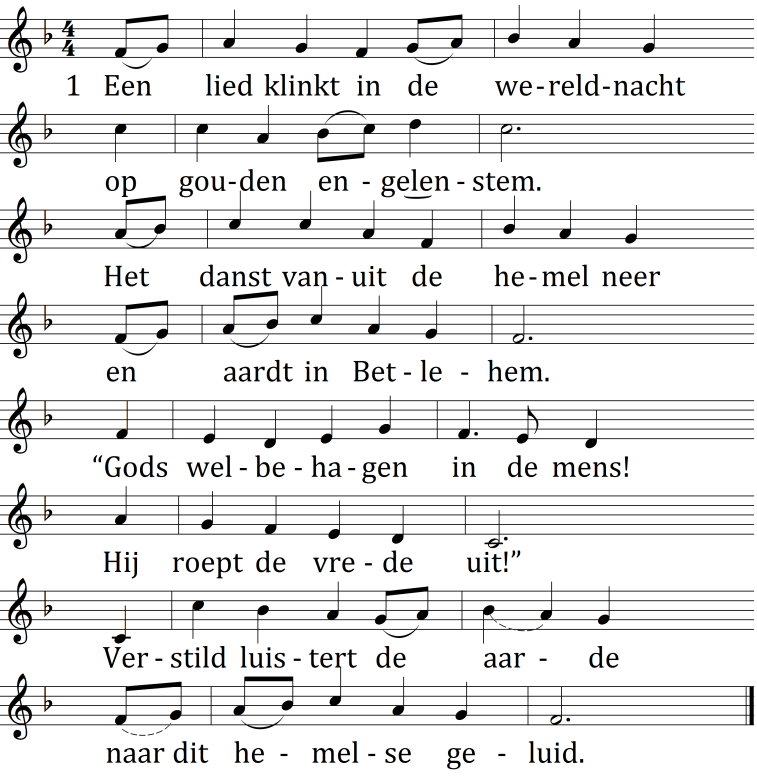 1 Een lied klinkt in de we-reld-nacht
op gou-den en - gelen - stem.
Het danst van - uit de he - mel neer
en aardt in Bet - le - hem.
“Gods wel - be - ha - gen in de mens!
Hij roept de vre - de uit!”
Ver - stild luis - tert de aar - de
naar dit he - mel - se ge - luid.